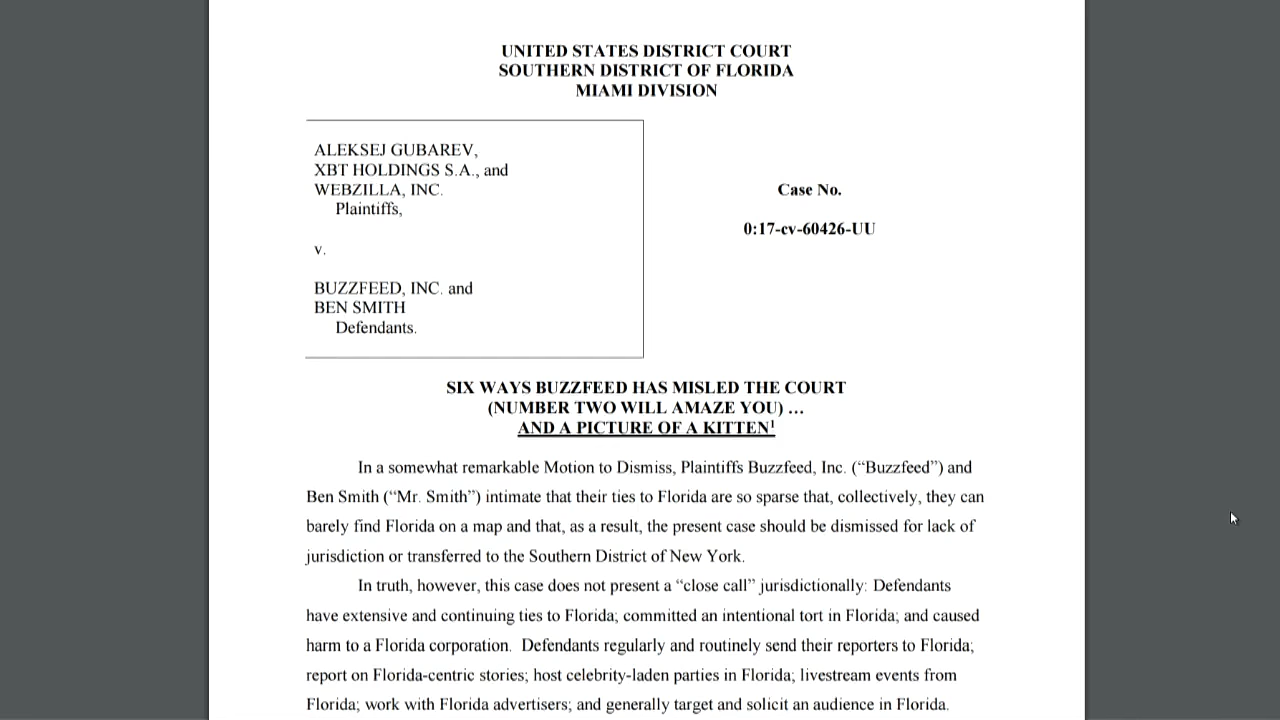 UNITED STATES DISTRICT COURT
SOUTHERN DISTRICT OF FLORIDA
MIAMI DIVISION
ALEKSEJ GUBAREV,
XBT HOLDINGS S.A., and
WEBZILLA, INC.
Plaintiffs,
v.
BUZZFEED, INC. and
BEN SMITH
Defendants.
Case No.
0:17-cv-60426-UU
SIX WAYS BUZZFEED HAS MISLED THE COURT
(NUMBER TWO WILL AMAZE YOU) …
AND A PICTURE OF A KITTEN¹
In a somewhat remarkable Motion to Dismiss, Plaintiffs Buzzfeed, Inc. (“Buzzfeed”) and
Ben Smith (“Mr. Smith”) intimate that their ties to Florida are so sparse that, collectively, they can
barely find Florida on a map and that, as a result, the present case should be dismissed for lack of
jurisdiction or transferred to the Southern District of New York.
In truth, however, this case does not present a “close call” jurisdictionally: Defendants
have extensive and continuing ties to Florida; committed an intentional tort in Florida; and caused
harm to a Florida corporation. Defendants regularly and routinely send their reporters to Florida;
report on Florida-centric stories; host celebrity-laden parties in Florida; livestream events from
Florida; work with Florida advertisers; and generally target and solicit an audience in Florida.